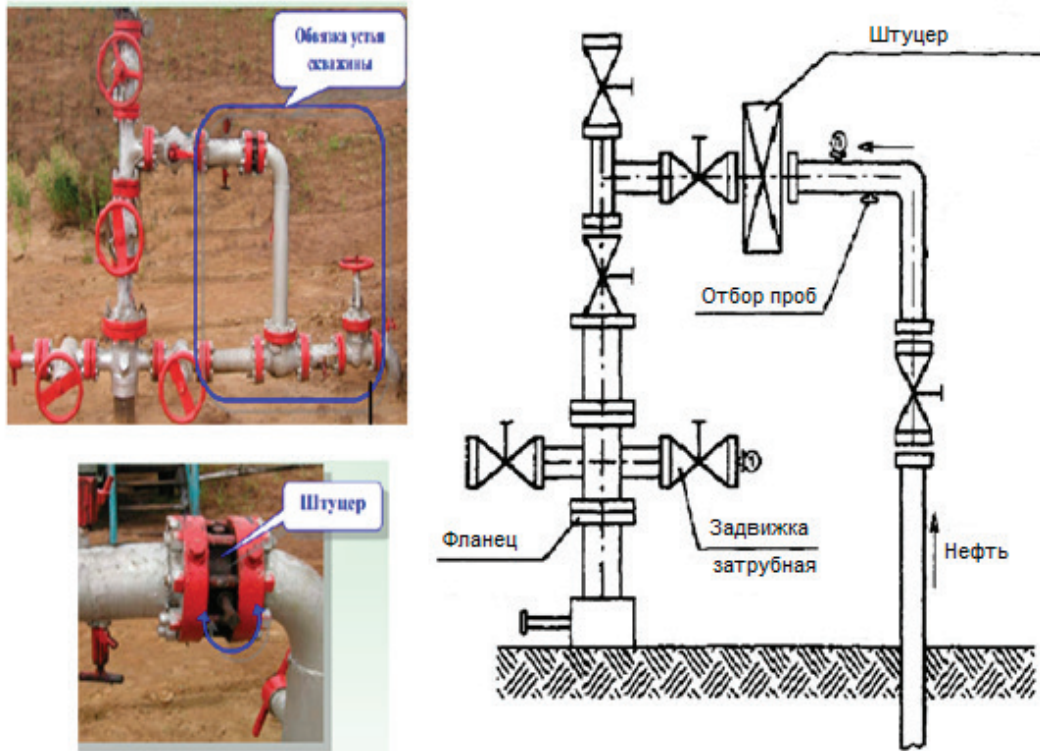 Обвязка устья
скважины
Штуцер
Штуцер
Отбор проб
Фланец
Задвижка
затрубная
Нефть